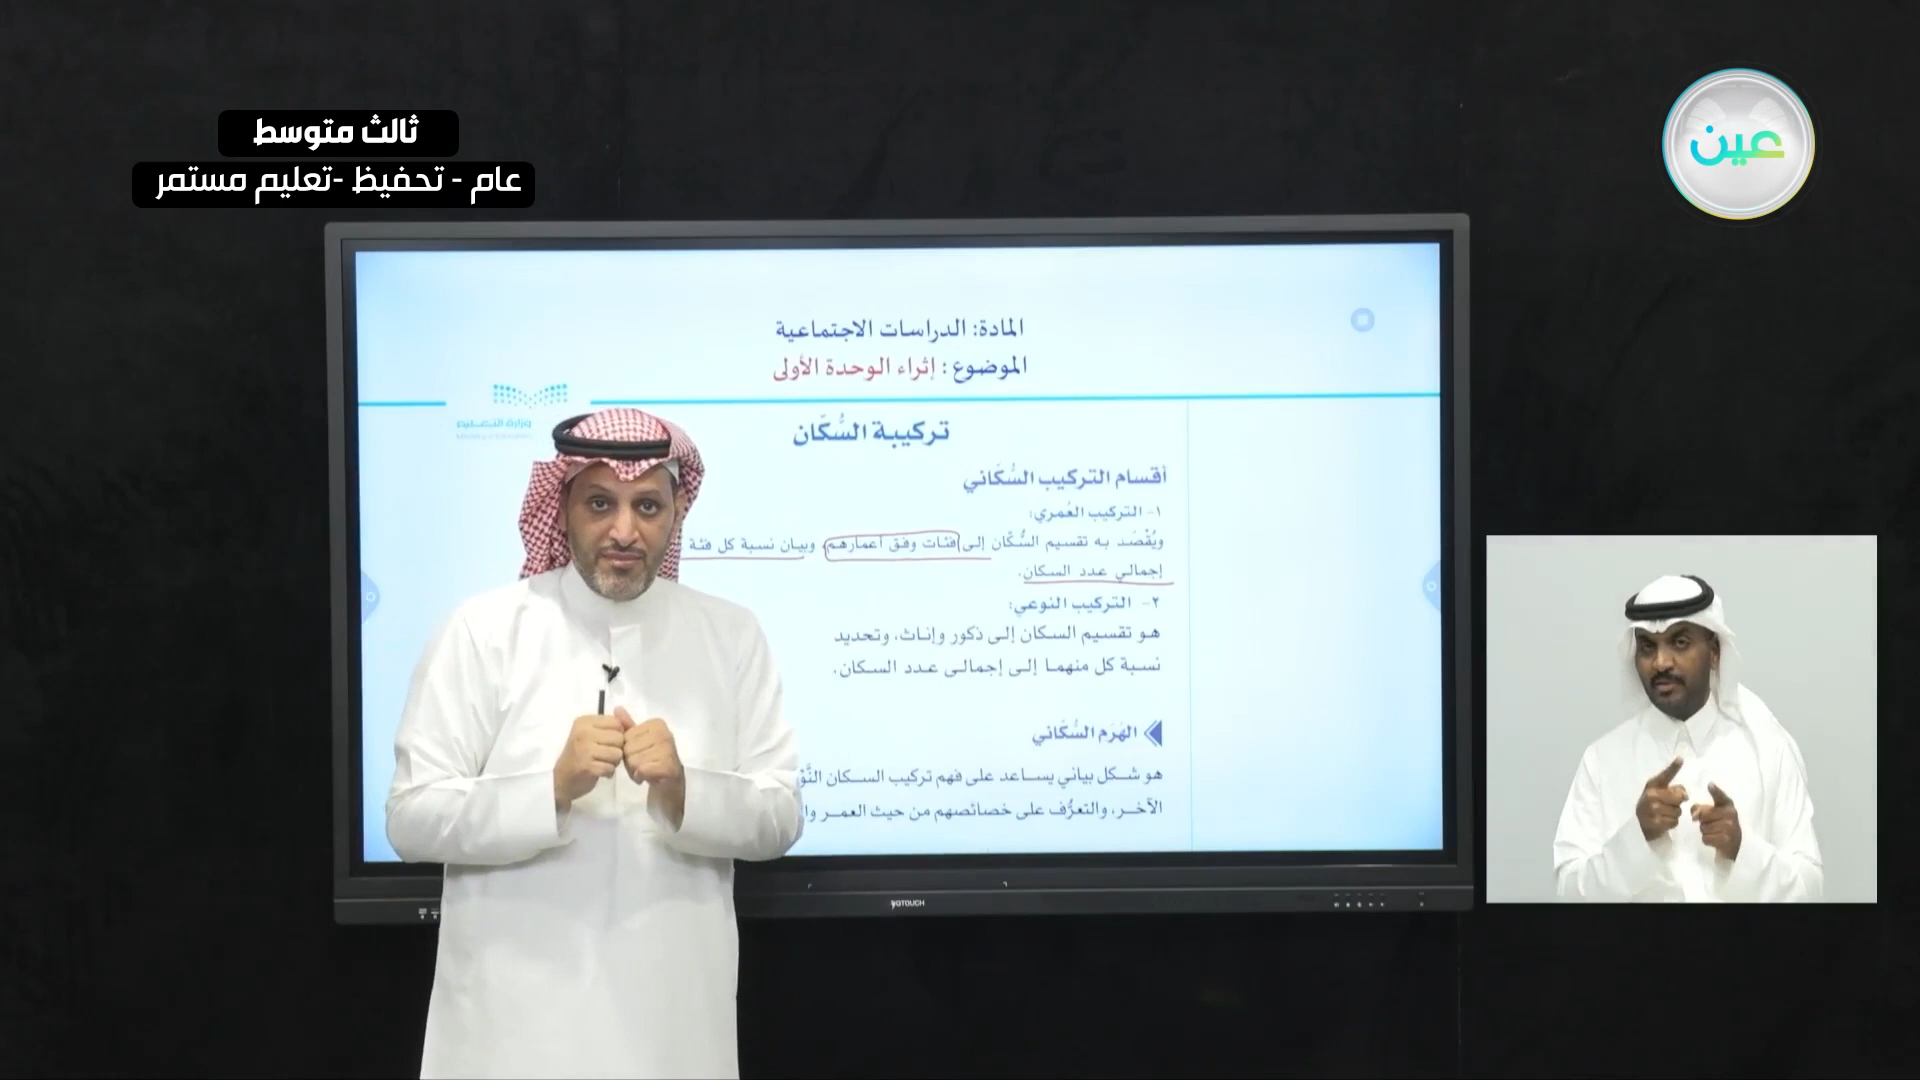 ثالث متوسط
عام - تحفيظ -تعليم مستمر
عين
المادة: الدراسات الاجتماعية
الموضوع : إثراء الوحدة الأولى
وزارة التعليم
تركيبة السُّكّان
أقسام التركيب السُّكّاني
١- التركيب العُمري:
ويُقْصَد به تقسيم السُّكّان إلى فئات وفق أعمارهم، وبيان نسبة كل فئة
إجمالي عدد السكان.
٢- التركيب النوعي:
هو تقسيم السكان إلى ذكور وإناث، وتحديد
نسبة كل منهما إلى إجمالي عدد السكان.
الهَرَم السُّكّاني
هو شكل بياني يساعد على فهم تركيب السكان
الآخر، والتعرُّف على خصائصهم من حيث العمر